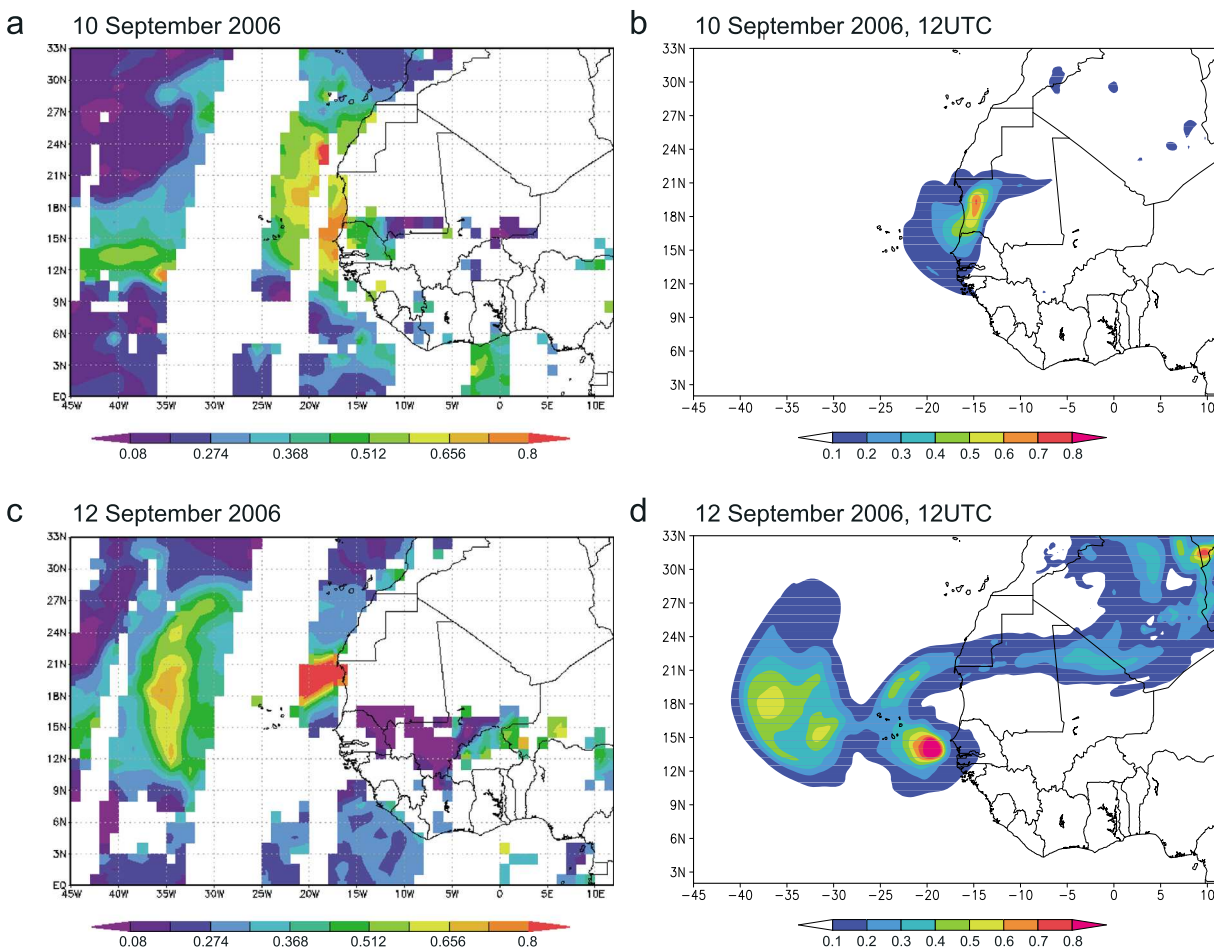 a 10 September 2006
33N
30N
27N
24N
21N
18N
15N
12N
9N
6N
3N
EQ
45W 40W 35W 30W 25W 20W 15W 10W 5W 0 5E 10E
0.08 0.274 0.368 0.512 0.656 0.8
b 10 September 2006, 12UTC
33N
30N
27N
24N
21N
18N
15N
12N
9N
6N
3N
−45 −40 −35 −30 −25 −20 −15 −10 −5 0 5 10
0.1 0.2 0.3 0.4 0.5 0.6 0.7 0.8
c 12 September 2006
33N
30N
27N
24N
21N
18N
15N
12N
9N
6N
3N
EQ
45W 40W 35W 30W 25W 20W 15W 10W 5W 0 5E 10E
0.08 0.274 0.368 0.512 0.656 0.8
d 12 September 2006, 12UTC
33N
30N
27N
24N
21N
18N
15N
12N
9N
6N
3N
−45 −40 −35 −30 −25 −20 −15 −10 −5 0 5 10
0.1 0.2 0.3 0.4 0.5 0.6 0.7 0.8